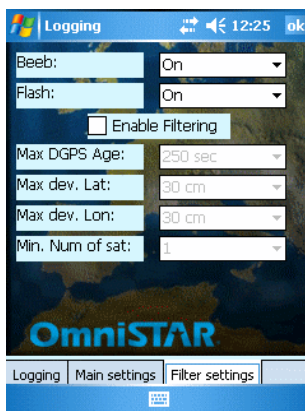 Logging 12:25 ok
Beeb: On
Flash: On
Enable Filtering
Max DGPS Age: 250 sec
Max dev. Lat: 30 cm
Max dev. Lon: 30 cm
Min. Num of sat: 1
OmniSTAR
Logging Main settings Filter settings